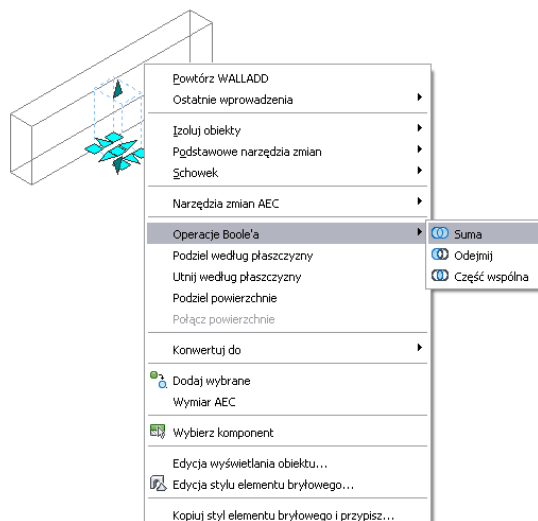 Powtórz WALLADD
Ostatnie wprowadzenia
Izoluj obiekty
Podstawowe narzędzia zmian
Schowek
Narzędzia zmian AEC
Operacje Boole'a
Suma
Podziel według płaszczyzny
Odejmij
Utnij według płaszczyzny
Część wspólna
Podziel powierzchnie
Połącz powierzchnie
Konwertuj do
Dodaj wybrane
Wymiar AEC
Wybierz komponent
Edycja wyświetlania obiektu...
Edycja stylu elementu bryłowego...
Kopiuj styl elementu bryłowego i przypisz...